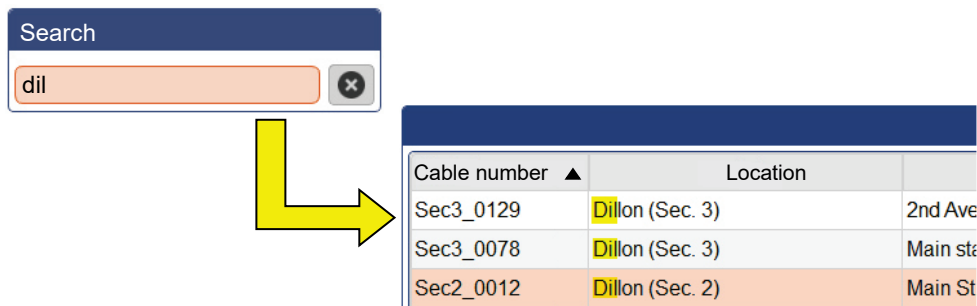 Search
dil
Cable number ▲ Location
Sec3_0129 Dillon (Sec. 3) 2nd Ave
Sec3_0078 Dillon (Sec. 3) Main sta
Sec2_0012 Dillon (Sec. 2) Main St